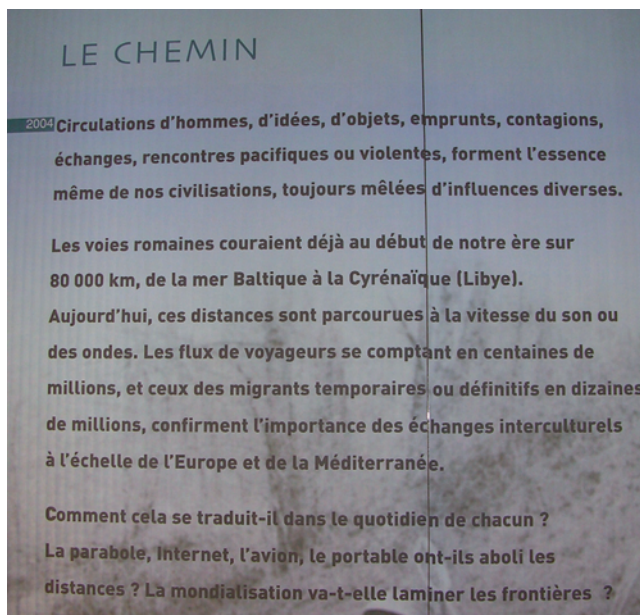 LE CHEMIN
2004 Circulations d'hommes, d'idées, d'objets, emprunts, contagions,
échanges, rencontres pacifiques ou violentes, forment l'essence
même de nos civilisations, toujours mêlées d'influences diverses.
Les voies romaines couraient déjà au début de notre ère sur
80 000 km, de la mer Baltique à la Cyrénaïque (Libye).
Aujourd'hui, ces distances sont parcourues à la vitesse du son ou
des ondes. Les flux de voyageurs se comptant en centaines de
millions, et ceux des migrants temporaires ou définitifs en dizaines
de millions, confirment l'importance des échanges interculturels
à l'échelle de l'Europe et de la Méditerranée.
Comment cela se traduit-il dans le quotidien de chacun ?
La parabole, Internet, l'avion, le portable ont-ils aboli les
distances ? La mondialisation va-t-elle laminer les frontières ?